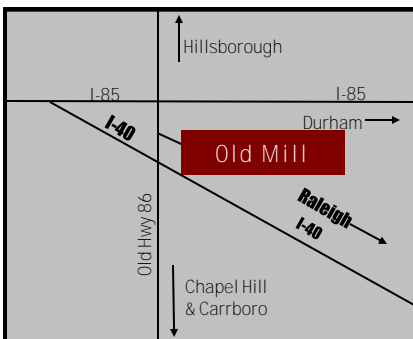 Hillsborough
I-85
I-85
Durham
I-40
Old Mill
Raleigh
I-40
Old Hwy 86
Chapel Hill
& Carrboro